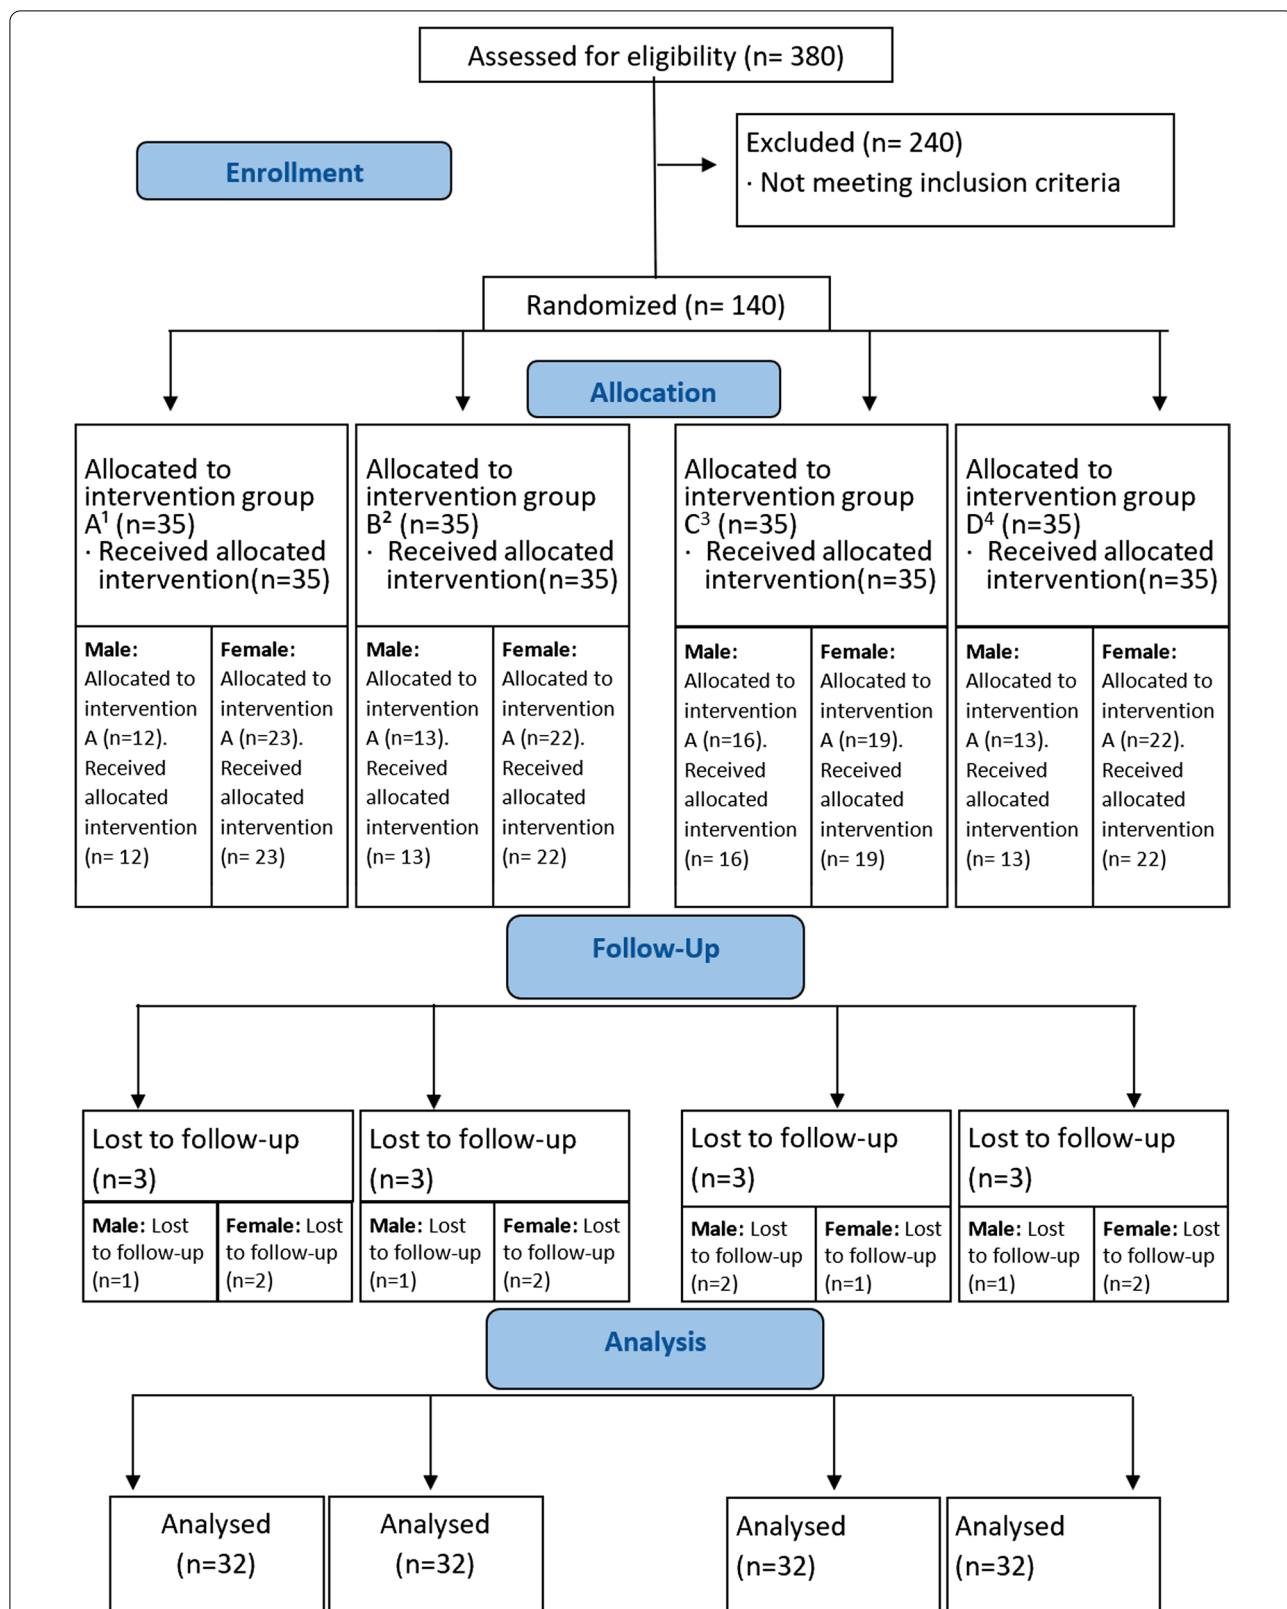 Assessed for eligibility (n= 380)
Enrollment
Excluded (n= 240)
· Not meeting inclusion criteria
Randomized (n= 140)
Allocation
Allocated to
intervention group
A¹ (n=35)
· Received allocated
intervention(n=35)
Male:
Allocated to
intervention
A (n=12).
Received
allocated
intervention
(n= 12)
Female:
Allocated to
intervention
A (n=23).
Received
allocated
intervention
(n= 23)
Allocated to
intervention group
B² (n=35)
· Received allocated
intervention(n=35)
Male:
Allocated to
intervention
A (n=13).
Received
allocated
intervention
(n= 13)
Female:
Allocated to
intervention
A (n=22).
Received
allocated
intervention
(n= 22)
Allocated to
intervention group
C³ (n=35)
· Received allocated
intervention(n=35)
Male:
Allocated to
intervention
A (n=16).
Received
allocated
intervention
(n= 16)
Female:
Allocated to
intervention
A (n=19).
Received
allocated
intervention
(n= 19)
Allocated to
intervention group
D⁴ (n=35)
· Received allocated
intervention(n=35)
Male:
Allocated to
intervention
A (n=13).
Received
allocated
intervention
(n= 13)
Female:
Allocated to
intervention
A (n=22).
Received
allocated
intervention
(n= 22)
Follow-Up
Lost to follow-up
(n=3)
Male: Lost
to follow-up
(n=1)
Female: Lost
to follow-up
(n=2)
Lost to follow-up
(n=3)
Male: Lost
to follow-up
(n=1)
Female: Lost
to follow-up
(n=2)
Lost to follow-up
(n=3)
Male: Lost
to follow-up
(n=2)
Female: Lost
to follow-up
(n=1)
Lost to follow-up
(n=3)
Male: Lost
to follow-up
(n=1)
Female: Lost
to follow-up
(n=2)
Analysis
Analysed
(n=32)
Analysed
(n=32)
Analysed
(n=32)
Analysed
(n=32)